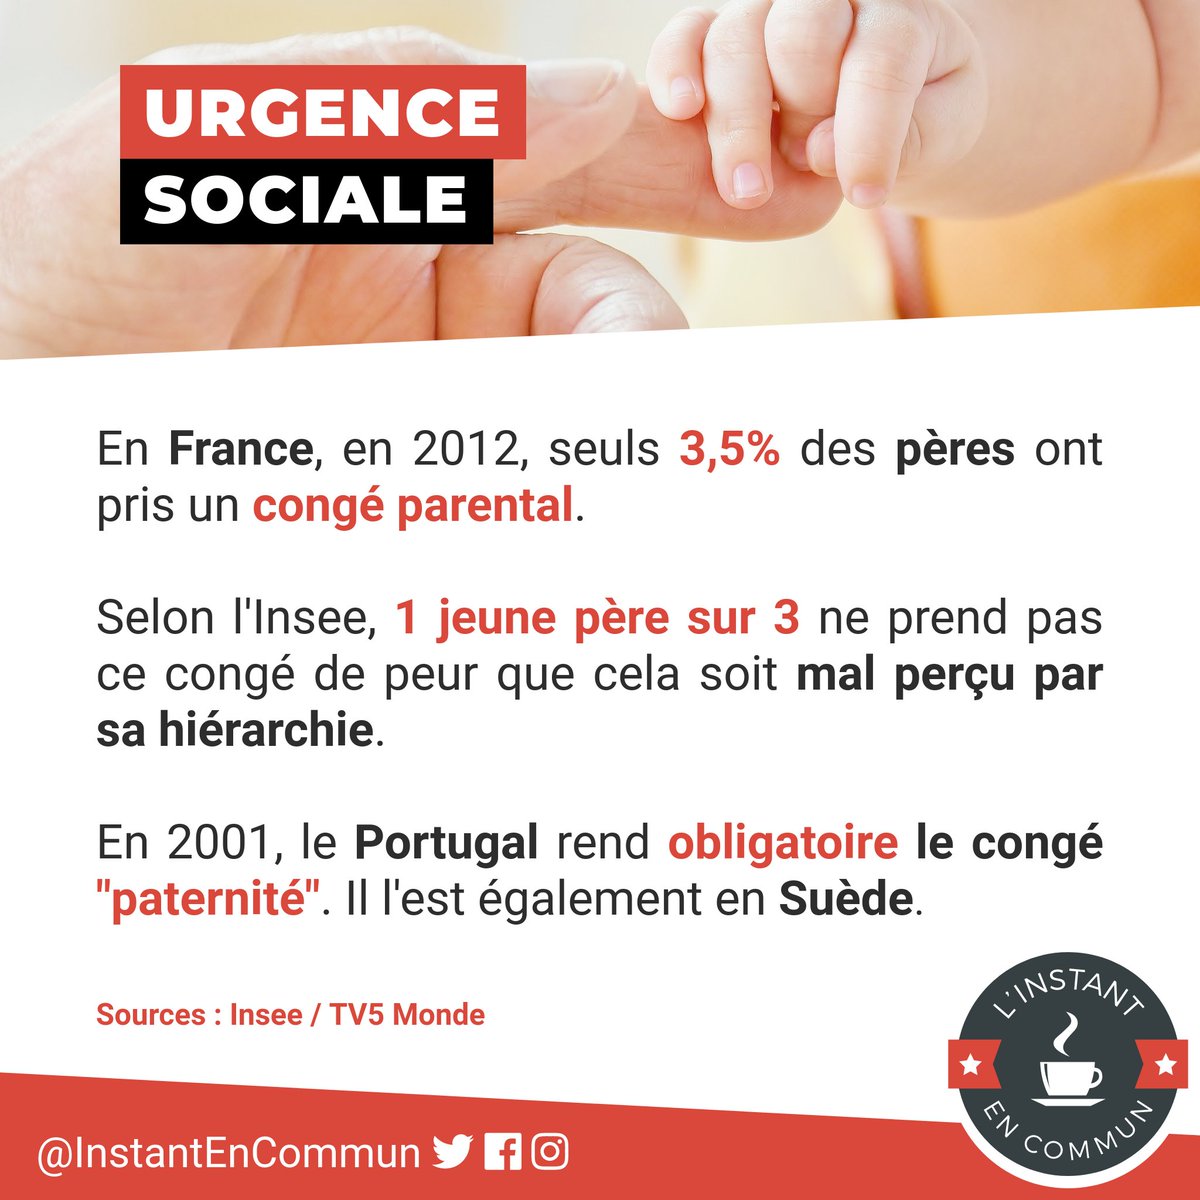 URGENCE
SOCIALE
En France, en 2012, seuls 3,5% des pères ont
pris un congé parental.
Selon l'Insee, 1 jeune père sur 3 ne prend pas
ce congé de peur que cela soit mal perçu par
sa hiérarchie.
En 2001, le Portugal rend obligatoire le congé
"paternité". Il l'est également en Suède.
Sources : Insee / TV5 Monde
L'INSTANT
EN COMMUN
@InstantEnCommun